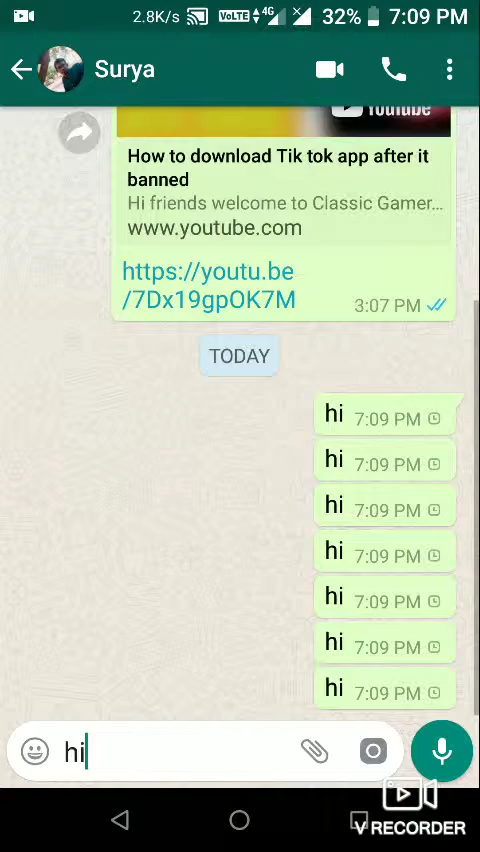 2.8K/s VoLTE 4G 32% 7:09 PM
Surya
YouTube
How to download Tik tok app after it
banned
Hi friends welcome to Classic Gamer...
www.youtube.com
https://youtu.be
/7Dx19gpOK7M
3:07 PM
TODAY
hi 7:09 PM
hi 7:09 PM
hi 7:09 PM
hi 7:09 PM
hi 7:09 PM
hi 7:09 PM
hi 7:09 PM
hi
V RECORDER